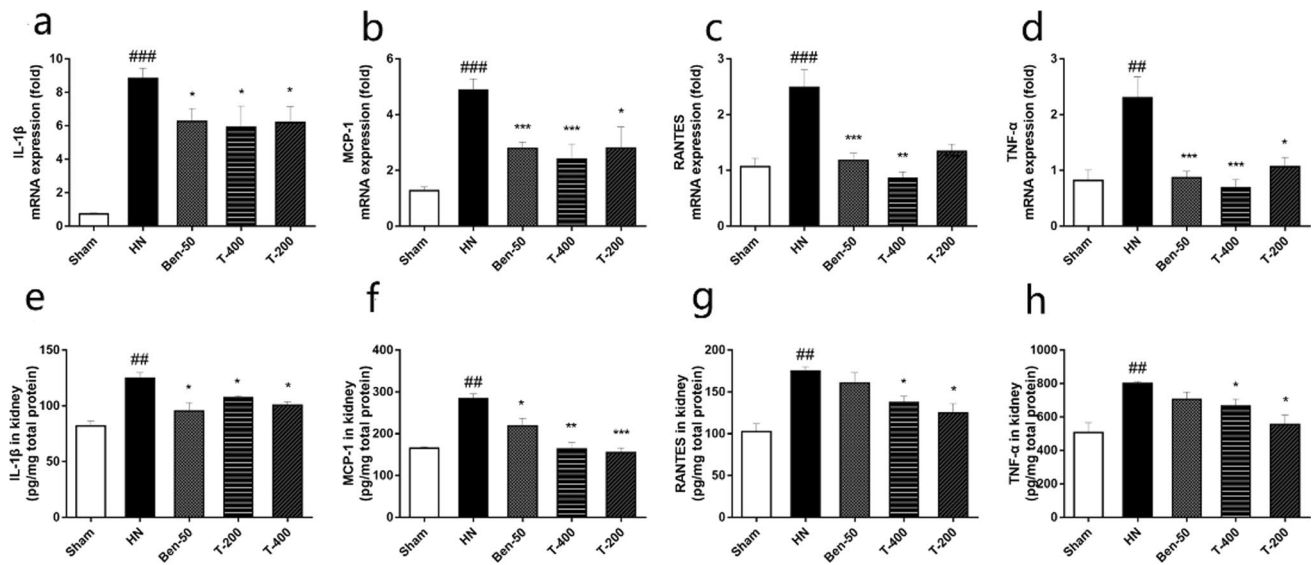 a
IL-1β
mRNA expression (fold)
10
8
6
4
2
0
###
*
*
*
Sham
HN
Ben-50
T-400
T-200
b
MCP-1
mRNA expression (fold)
6
4
2
0
###
***
***
*
Sham
HN
Ben-50
T-400
T-200
c
RANTES
mRNA expression (fold)
3
2
1
0
###
***
**
Sham
HN
Ben-50
T-400
T-200
d
TNF-α
mRNA expression (fold)
3
2
1
0
##
***
***
*
Sham
HN
Ben-50
T-400
T-200
e
IL-1β in kidney
(pg/mg total protein)
150
100
50
0
##
*
*
*
Sham
HN
Ben-50
T-200
T-400
f
MCP-1 in kidney
(pg/mg total protein)
400
300
200
100
0
##
*
**
***
Sham
HN
Ben-50
T-400
T-200
g
RANTES in kidney
(pg/mg total protein)
200
150
100
50
0
##
*
*
Sham
HN
Ben-50
T-400
T-200
h
TNF-α in kidney
(pg/mg total protein)
1000
800
600
400
200
0
##
*
*
Sham
HN
Ben-50
T-400
T-200